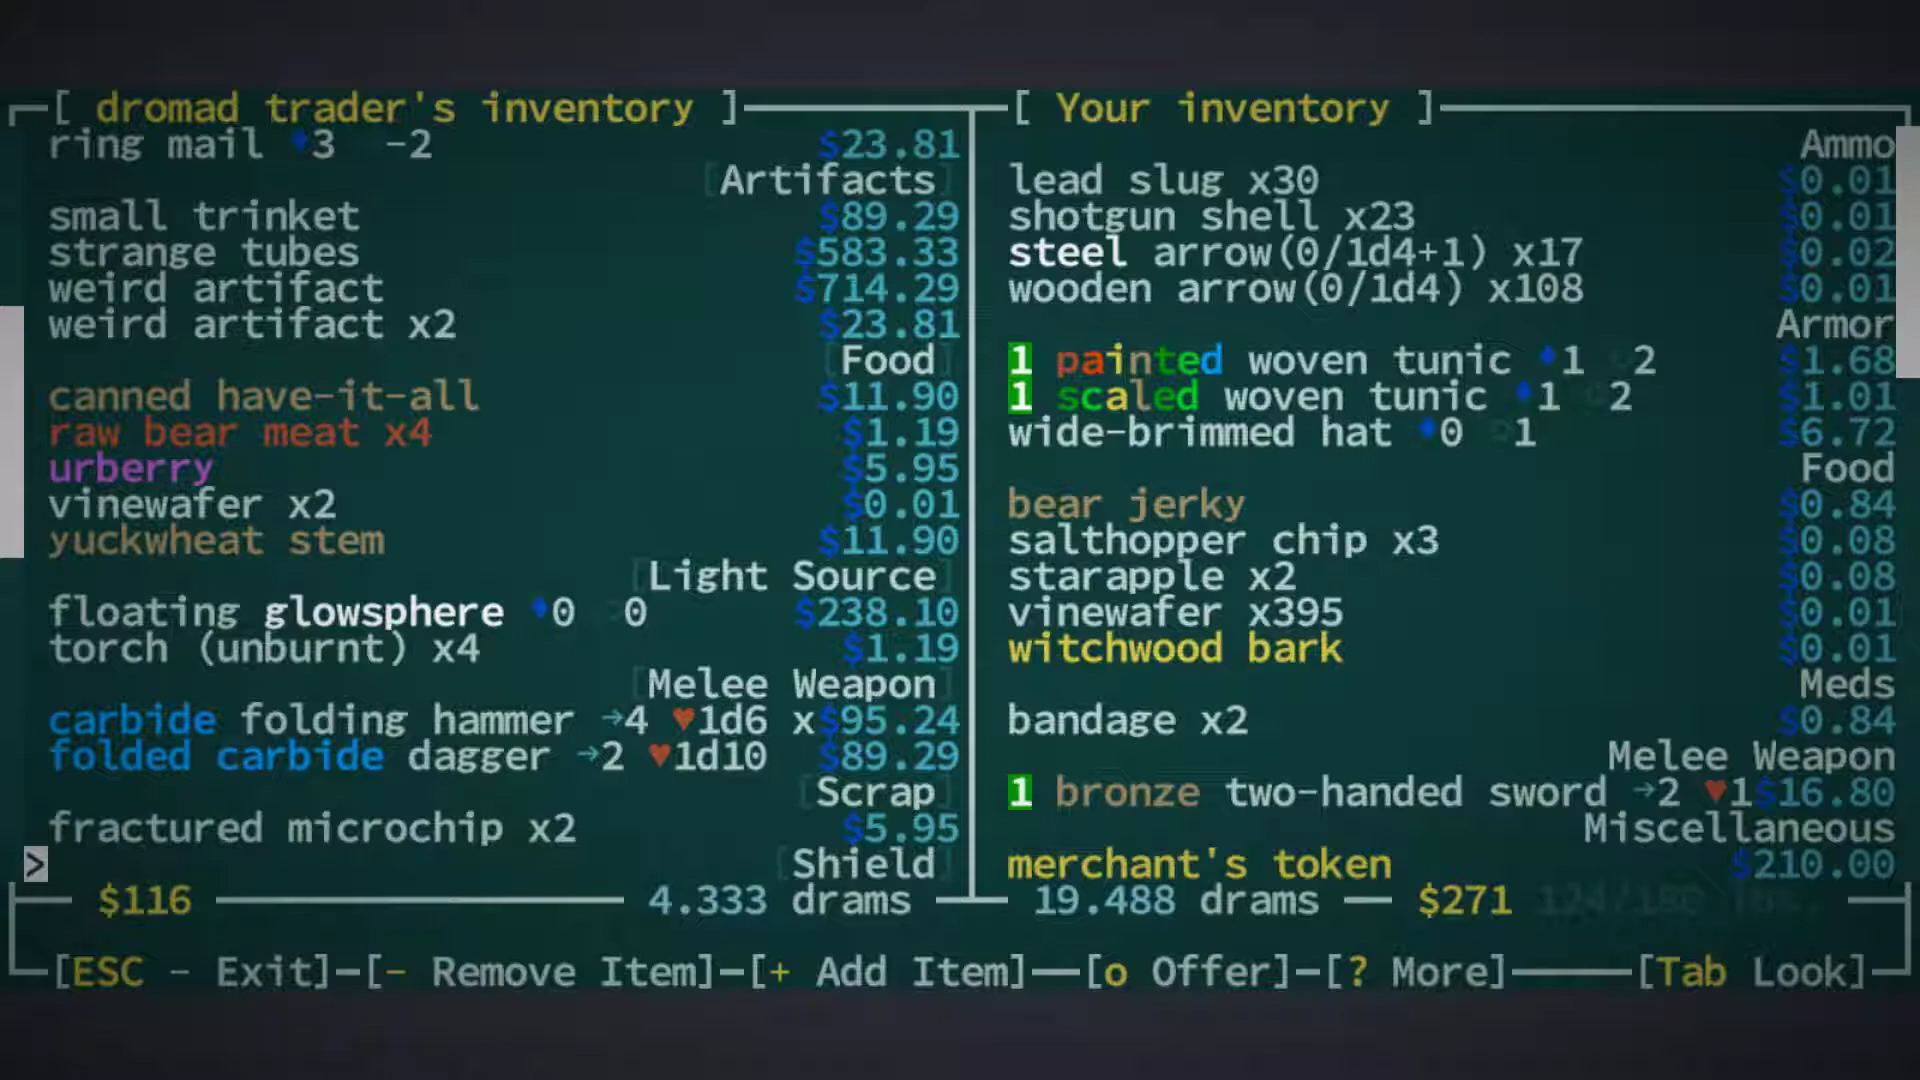 [ dromad trader's inventory ]
ring mail ♦3 -2 $23.81
[Artifacts]
small trinket $89.29
strange tubes $583.33
weird artifact $714.29
weird artifact x2 $23.81
[Food]
canned have-it-all $11.90
raw bear meat x4 $1.19
urberry $5.95
vinewafer x2 $0.01
yuckwheat stem $11.90
[Light Source]
floating glowsphere ♦0 0 $238.10
torch (unburnt) x4 $1.19
[Melee Weapon]
carbide folding hammer →4 ♥1d6 x$95.24
folded carbide dagger →2 ♥1d10 $89.29
[Scrap]
fractured microchip x2 $5.95
> [Shield]
$116 4.333 drams
[ Your inventory ]
Ammo
lead slug x30 $0.01
shotgun shell x23 $0.01
steel arrow(0/1d4+1) x17 $0.02
wooden arrow(0/1d4) x108 $0.01
Armor
1 painted woven tunic ♦1 2 $1.68
1 scaled woven tunic ♦1 2 $1.01
wide-brimmed hat ♦0 1 $6.72
Food
bear jerky $0.84
salthopper chip x3 $0.08
starapple x2 $0.08
vinewafer x395 $0.01
witchwood bark $0.01
Meds
bandage x2 $0.84
Melee Weapon
1 bronze two-handed sword →2 ♥1$16.80
Miscellaneous
merchant's token $210.00
19.488 drams $271 124/180 lbs.
[ESC - Exit] [- Remove Item] [+ Add Item] [o Offer] [? More] [Tab Look]